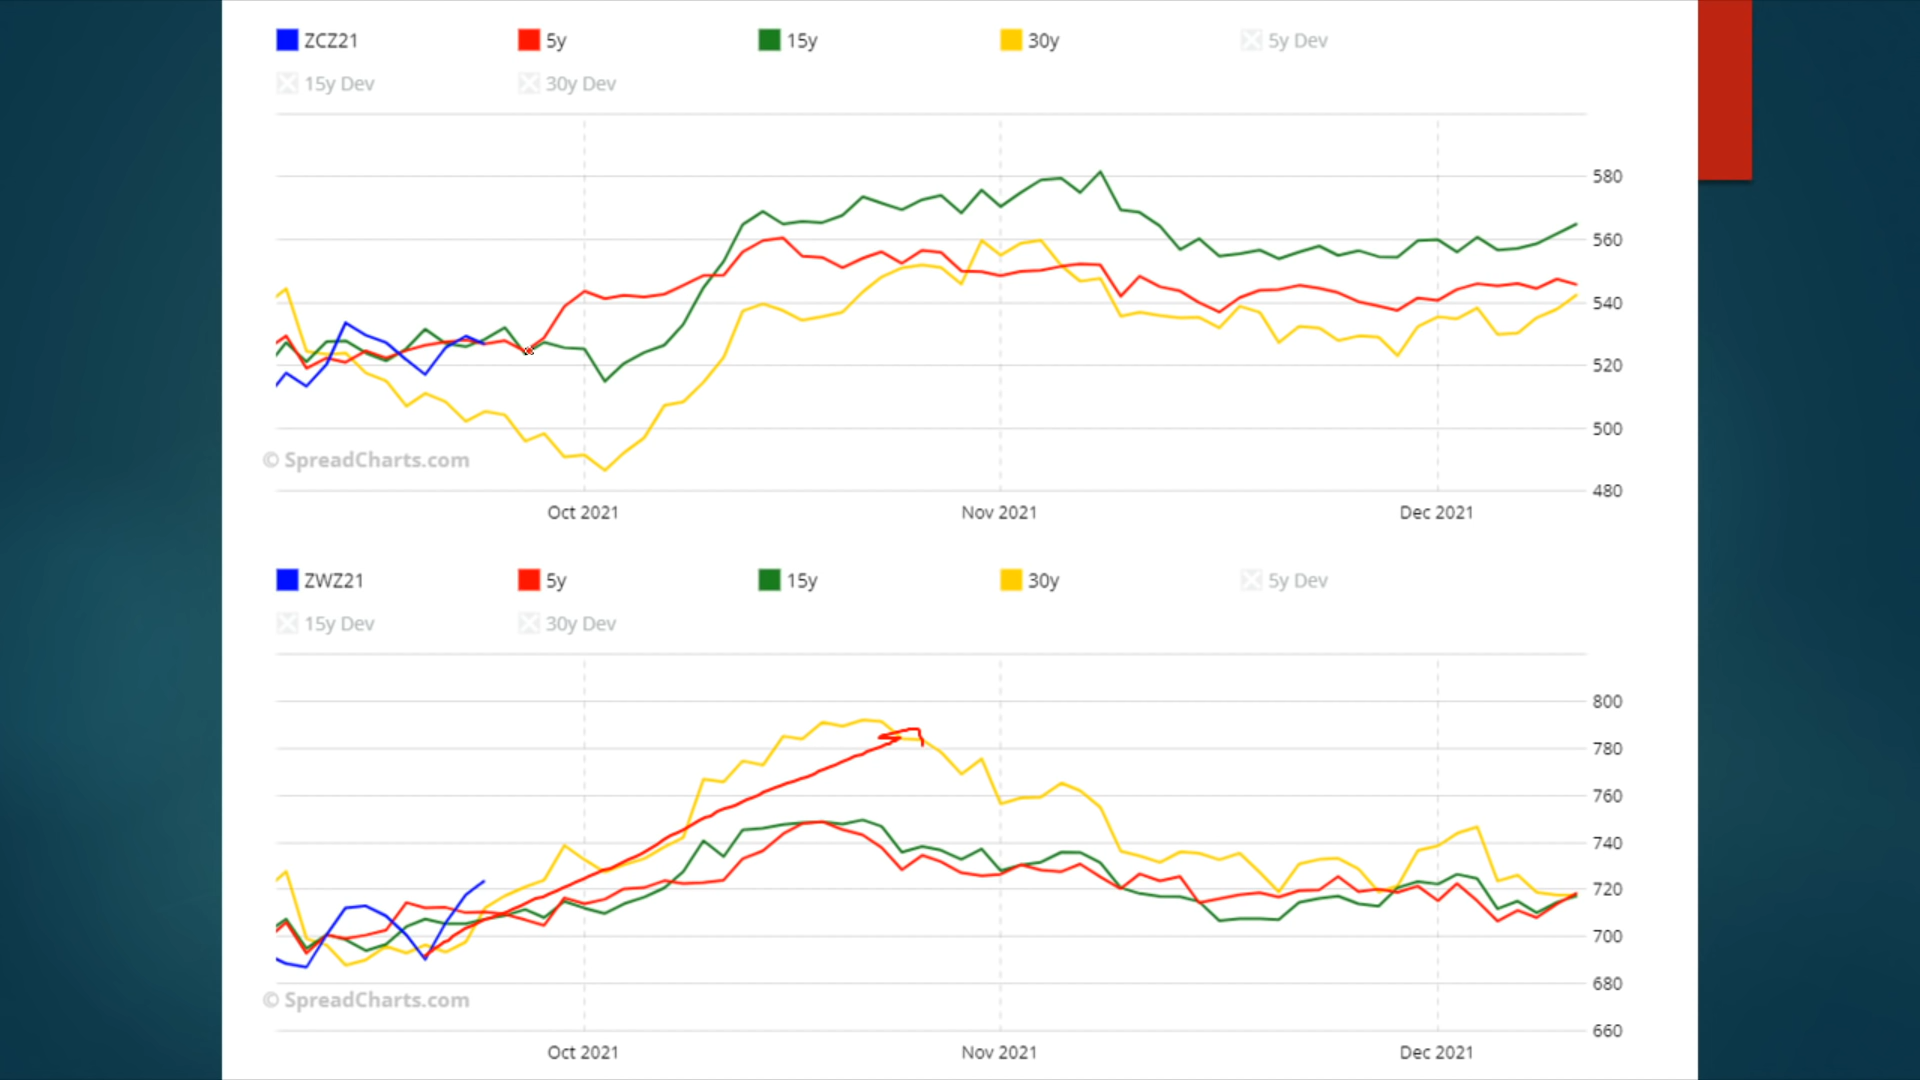 ZCZ21 5y 15y 30y 5y Dev
15y Dev 30y Dev
580
560
540
520
500
© SpreadCharts.com
480
Oct 2021 Nov 2021 Dec 2021
ZWZ21 5y 15y 30y 5y Dev
15y Dev 30y Dev
800
780
760
740
720
700
680
© SpreadCharts.com
660
Oct 2021 Nov 2021 Dec 2021